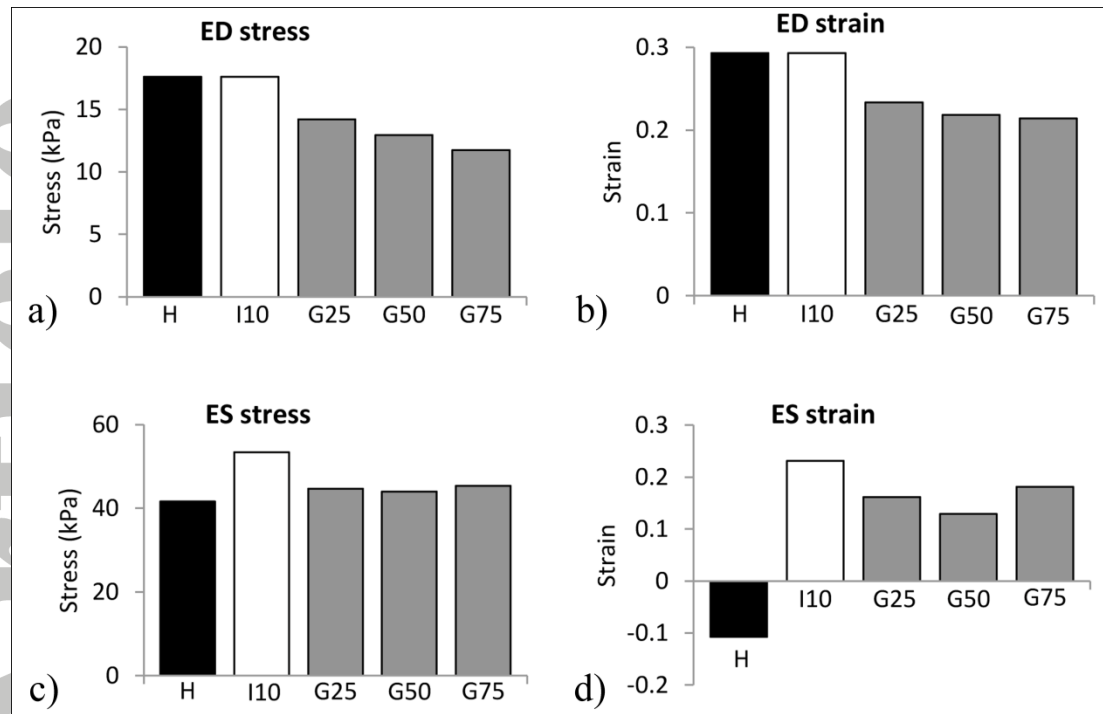 ED stress
Stress (kPa)
20
15
10
5
0
H I10 G25 G50 G75
a)
ED strain
Strain
0.3
0.2
0.1
0
H I10 G25 G50 G75
b)
ES stress
Stress (kPa)
60
40
20
0
H I10 G25 G50 G75
c)
ES strain
Strain
0.3
0.2
0.1
0
-0.1
-0.2
H I10 G25 G50 G75
d)